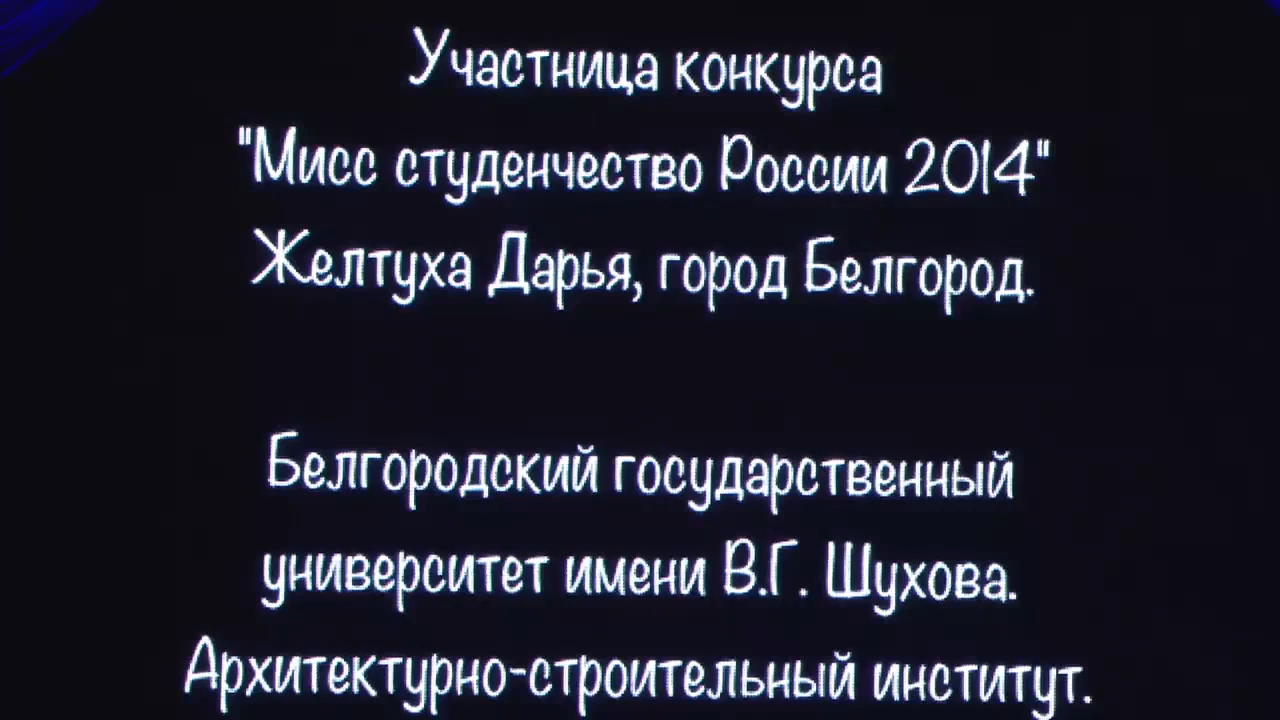 Участница конкурса
"Мисс студенчество России 2014"
Желтуха Дарья, город Белгород.
Белгородский государственный
университет имени В.Г. Шухова.
Архитектурно-строительный институт.